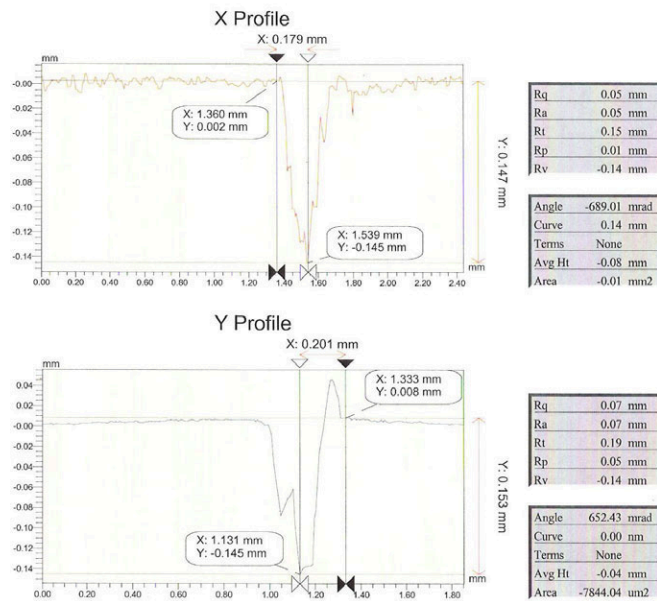 X Profile
X: 0.179 mm
mm
-0.00
-0.02
-0.04
-0.06
-0.08
-0.10
-0.12
-0.14
X: 1.360 mm
Y: 0.002 mm
X: 1.539 mm
Y: -0.145 mm
Y: 0.147 mm
mm
0.00 0.20 0.40 0.60 0.80 1.00 1.20 1.40 1.60 1.80 2.00 2.20 2.40
Rq 0.05 mm
Ra 0.05 mm
Rt 0.15 mm
Rp 0.01 mm
Rv -0.14 mm
Angle -689.01 mrad
Curve 0.14 mm
Terms None
Avg Ht -0.08 mm
Area -0.01 mm2
Y Profile
X: 0.201 mm
mm
0.04
0.02
-0.00
-0.02
-0.04
-0.06
-0.08
-0.10
-0.12
-0.14
X: 1.333 mm
Y: 0.008 mm
X: 1.131 mm
Y: -0.145 mm
Y: 0.153 mm
mm
0.00 0.20 0.40 0.60 0.80 1.00 1.20 1.40 1.60 1.80
Rq 0.07 mm
Ra 0.07 mm
Rt 0.19 mm
Rp 0.05 mm
Rv -0.14 mm
Angle 652.43 mrad
Curve 0.00 nm
Terms None
Avg Ht -0.04 mm
Area -7844.04 um2